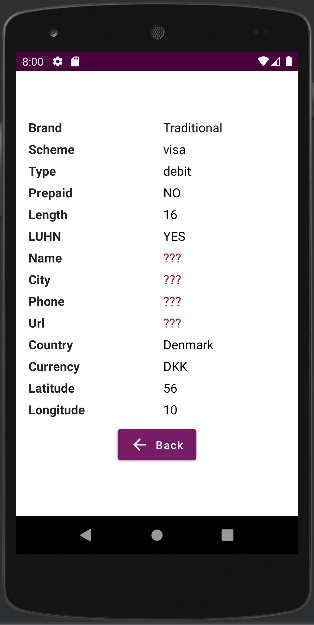 8:00
Brand Traditional
Scheme visa
Type debit
Prepaid NO
Length 16
LUHN YES
Name ???
City ???
Phone ???
Url ???
Country Denmark
Currency DKK
Latitude 56
Longitude 10
Back